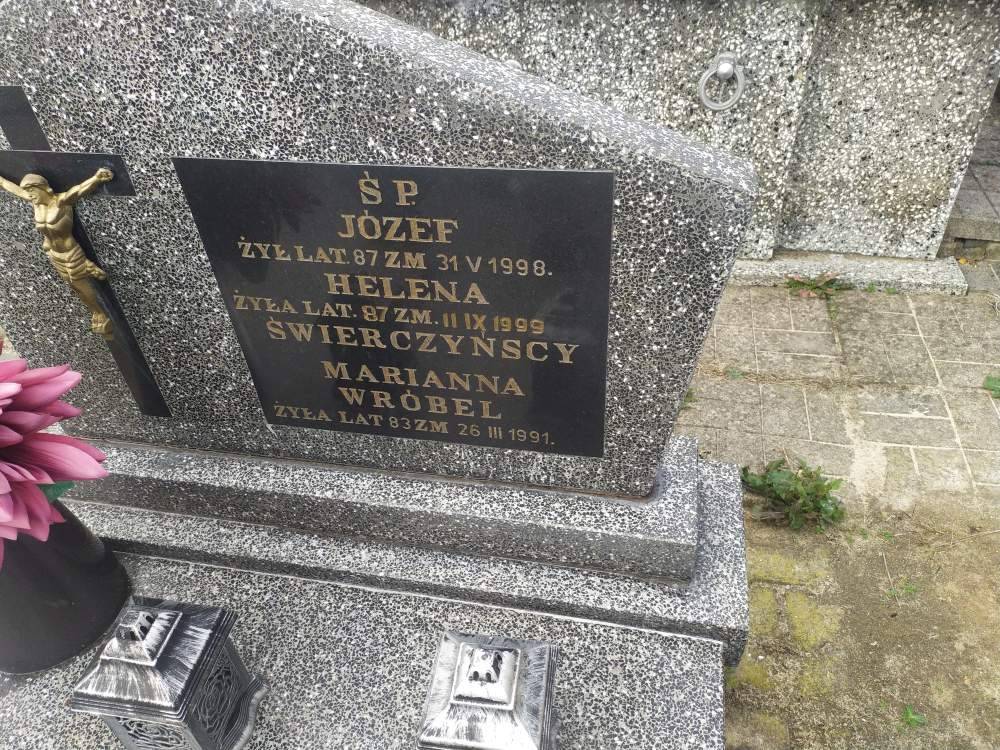 Ś P.
JÓZEF
ŻYŁ LAT. 87 ZM 31 V 1998.
HELENA
ŻYŁA LAT. 87 ZM. 11 IX 1999
ŚWIERCZYŃSCY
MARIANNA
WRÓBEL
ŻYŁA LAT 83 ZM 26 III 1991.